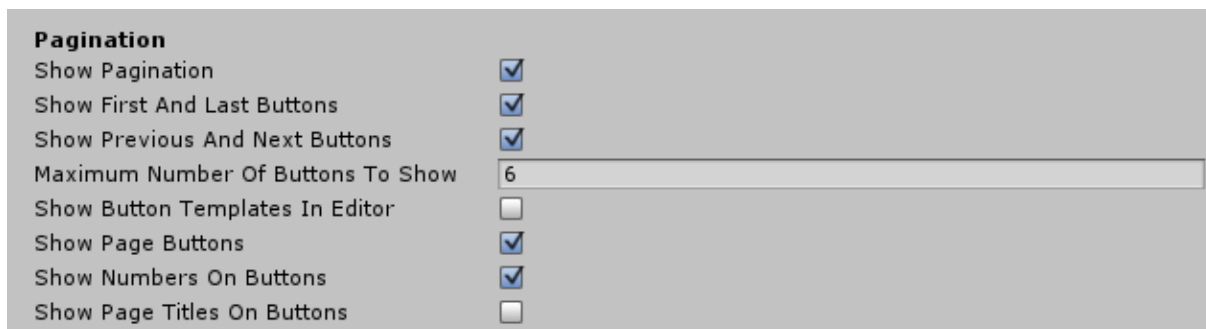 Pagination
Show Pagination
Show First And Last Buttons
Show Previous And Next Buttons
Maximum Number Of Buttons To Show 6
Show Button Templates In Editor
Show Page Buttons
Show Numbers On Buttons
Show Page Titles On Buttons